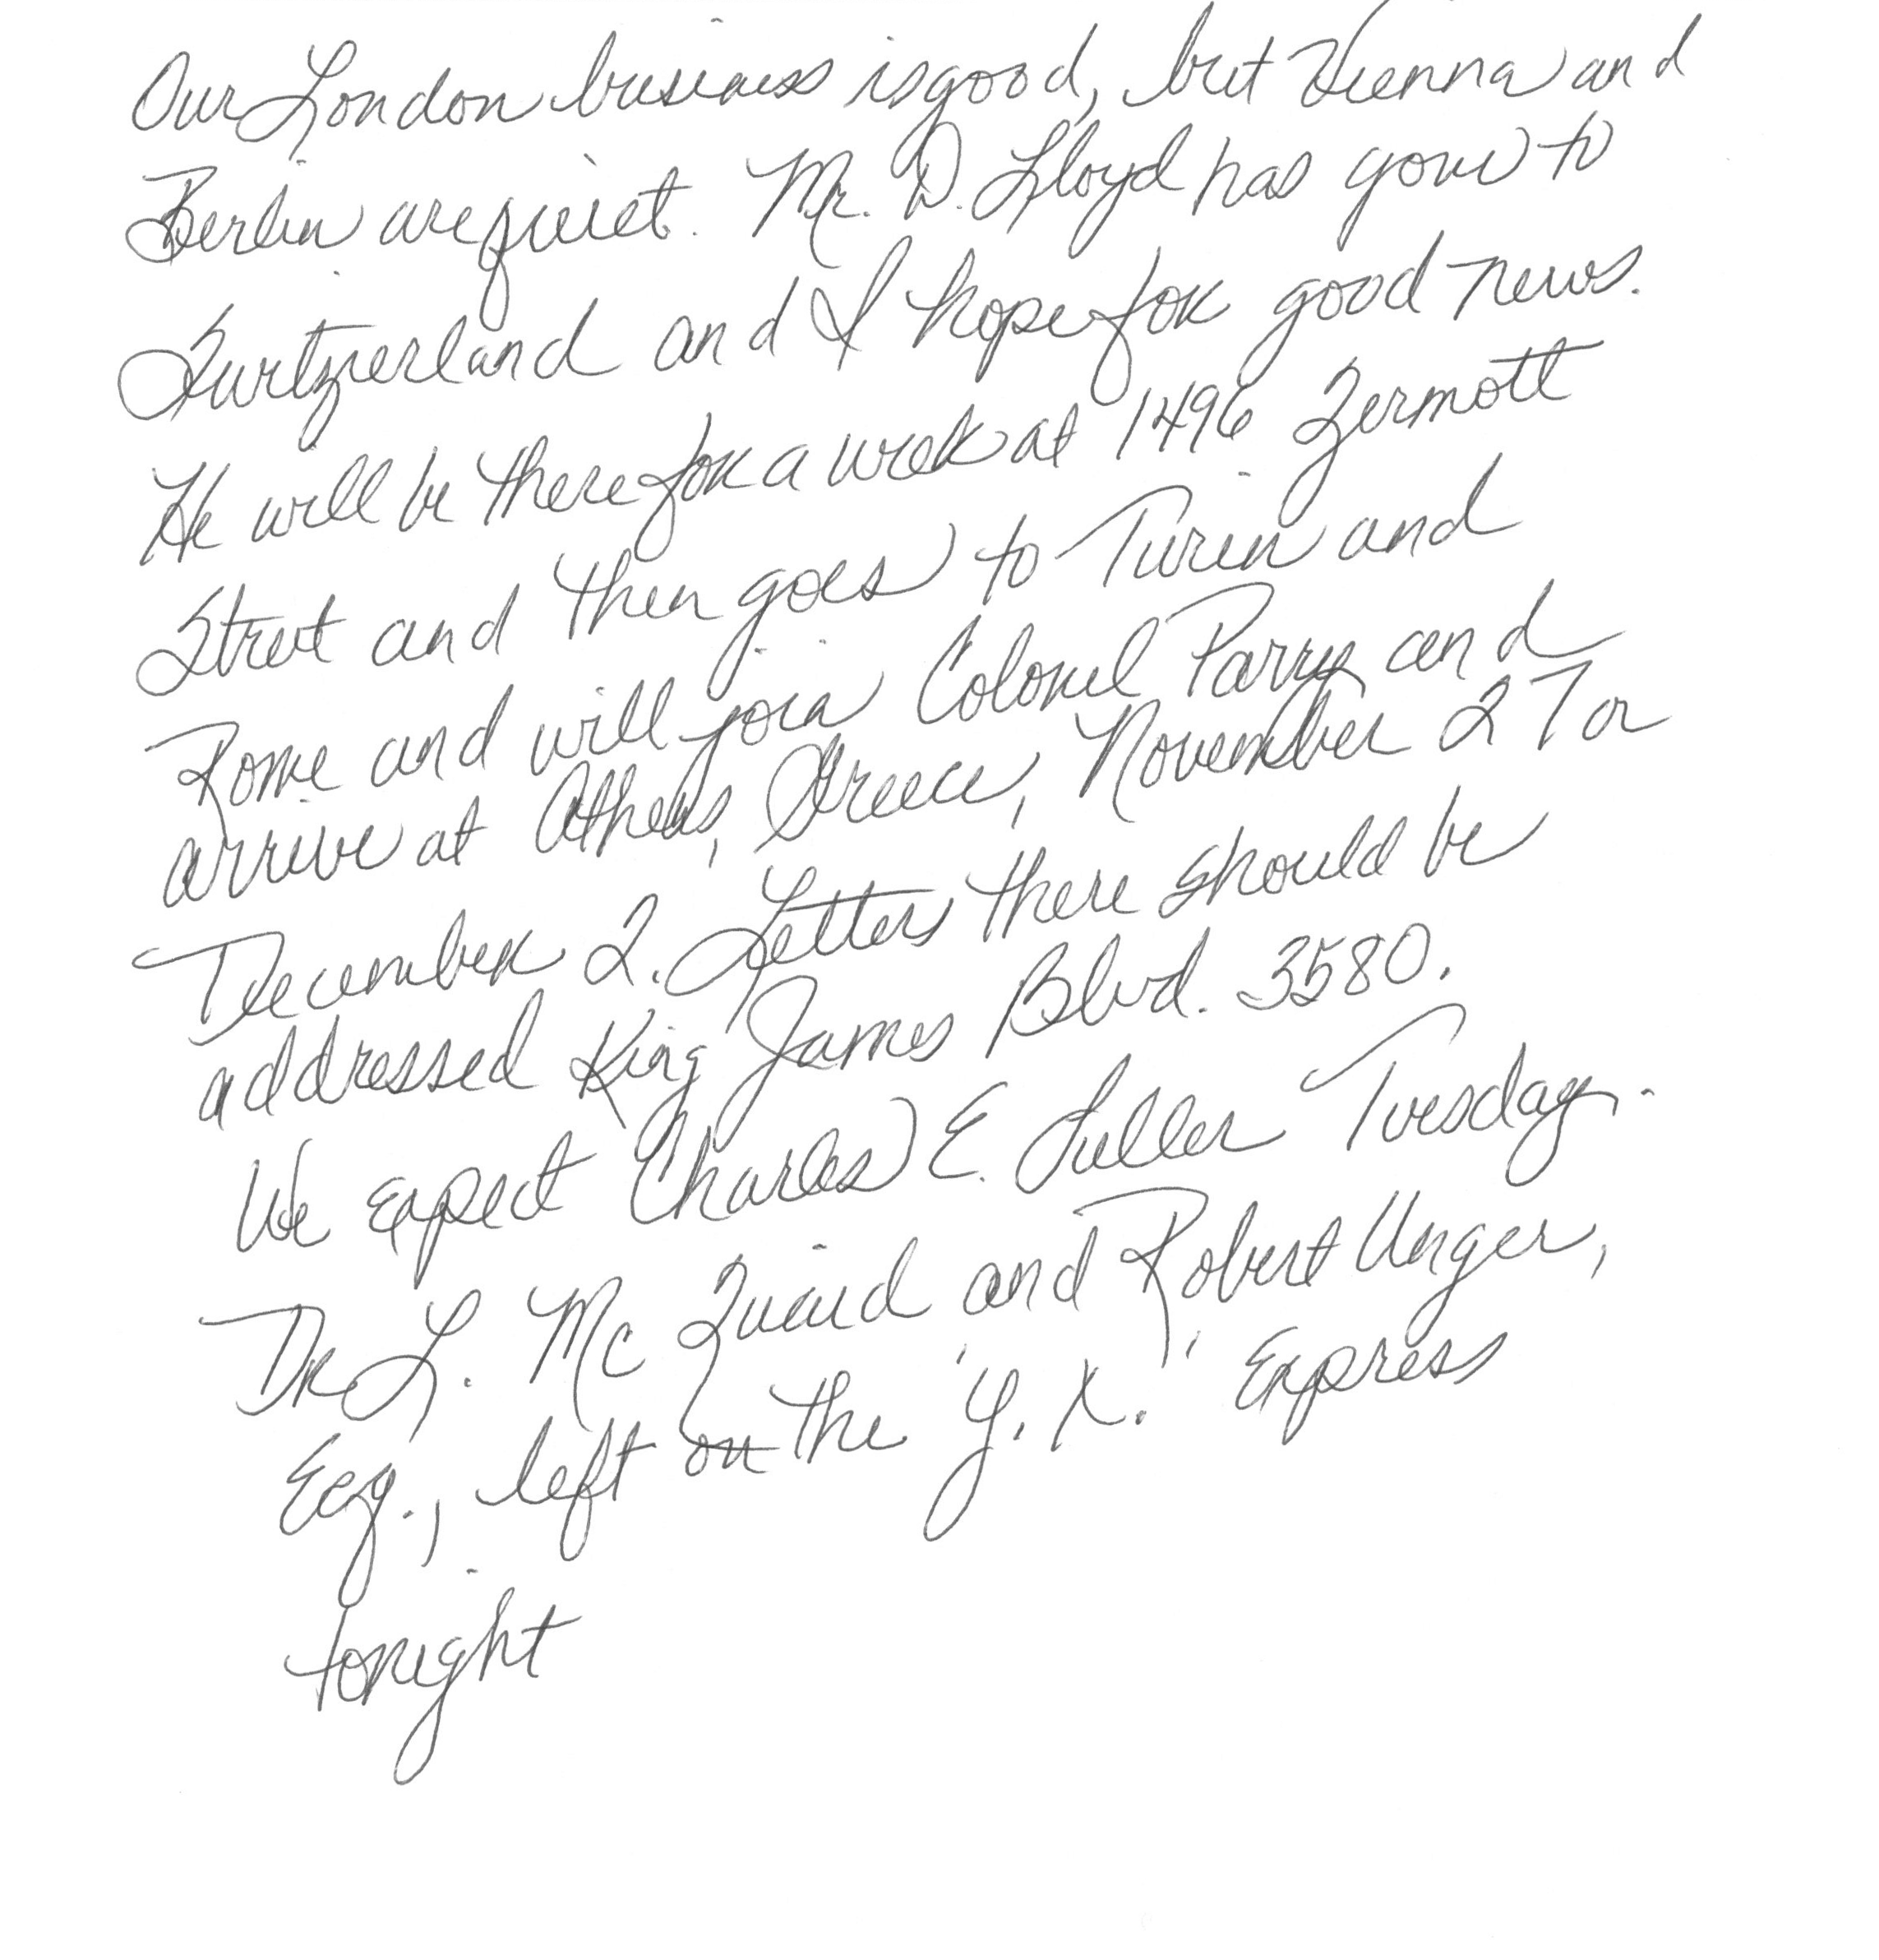 Our London business is good, but Vienna and
Berlin are quiet. Mr. D. Lloyd has gone to
Switzerland and I hope for good news.
He will be there for a week at 1496 Zermott
Street and then goes to Turin and
Rome and will join Colonel Parry and
arrive at Athens, Greece, November 27 or
December 2. Letters there should be
addressed King James Blvd. 3580.
We expect Charles E. Fuller Tuesday.
Dr L. Mc Quaid and Robert Unger,
Esq., left on the 'Y. X.' Express
tonight